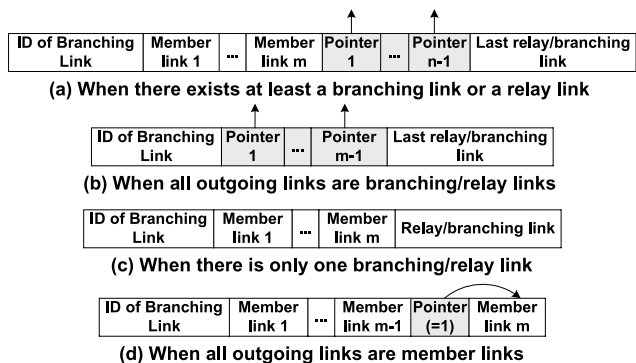 ID of Branching Link Member link 1 ... Member link m Pointer 1 ... Pointer n-1 Last relay/branching link
(a) When there exists at least a branching link or a relay link
ID of Branching Link Pointer 1 ... Pointer m-1 Last relay/branching link
(b) When all outgoing links are branching/relay links
ID of Branching Link Member link 1 ... Member link m Relay/branching link
(c) When there is only one branching/relay link
ID of Branching Link Member link 1 ... Member link m-1 Pointer (=1) Member link m
(d) When all outgoing links are member links